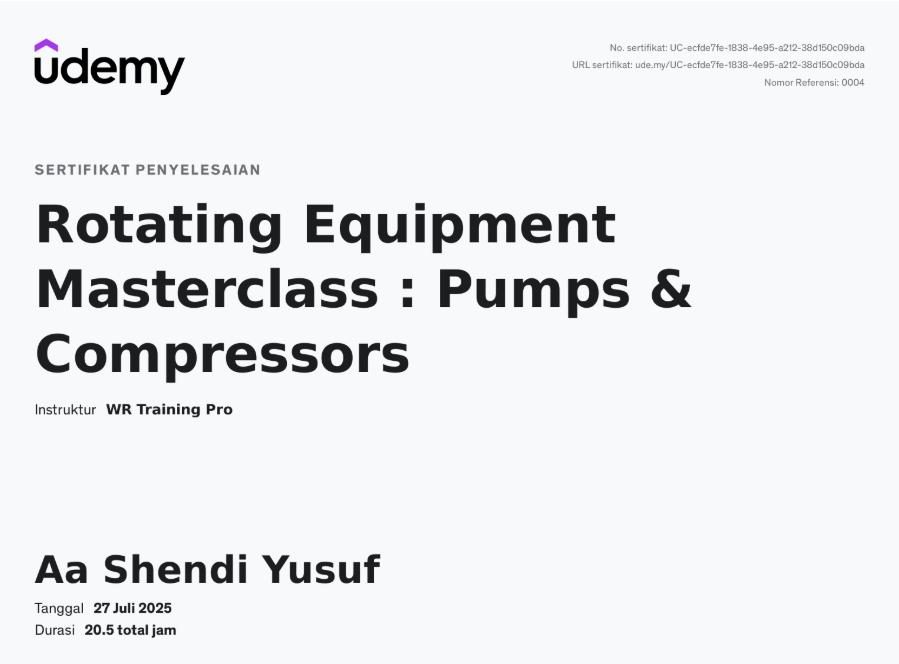 udemy
No. sertifikat: UC-ecfde7fe-1838-4e95-a212-38d150c09bda
URL sertifikat: ude.my/UC-ecfde7fe-1838-4e95-a212-38d150c09bda
Nomor Referensi: 0004
SERTIFIKAT PENYELESAIAN
Rotating Equipment
Masterclass : Pumps &
Compressors
Instruktur WR Training Pro
Aa Shendi Yusuf
Tanggal 27 Juli 2025
Durasi 20.5 total jam